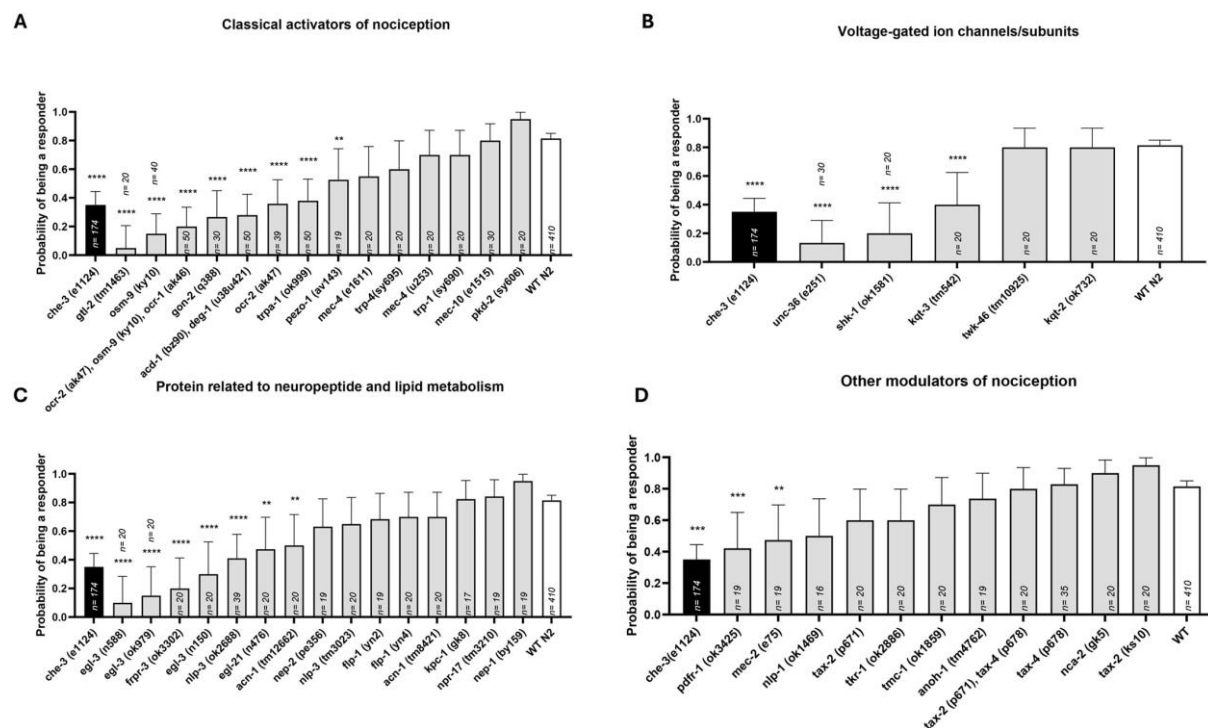 A
Classical activators of nociception
Probability of being a responder
1.0
0.8
0.6
0.4
0.2
0.0
****
n= 174
n= 20
****
n= 40
****
****
n= 50
****
n= 30
****
n= 50
****
n= 39
****
n= 50
**
n= 19
n= 20
n= 20
n= 20
n= 20
n= 30
n= 20
n= 410
che-3 (e1124)
gtl-2 (tm1463)
osm-9 (ky10)
ocr-2 (ak47), osm-9 (ky10), ocr-1 (ak46)
gon-2 (q388)
acd-1 (bz90), deg-1 (u38u421)
ocr-2 (ak47)
trpa-1 (ok999)
pezo-1 (av143)
mec-4 (e1611)
trp-4(sy695)
mec-4 (u253)
trp-1 (sy690)
mec-10 (e1515)
pkd-2 (sy606)
WT N2
B
Voltage-gated ion channels/subunits
Probability of being a responder
1.0
0.8
0.6
0.4
0.2
0.0
****
n= 174
n= 30
****
n= 20
****
****
n= 20
n= 20
n= 20
n= 410
che-3 (e1124)
unc-36 (e251)
shk-1 (ok1581)
kqt-3 (tm542)
twk-46 (tm10925)
kqt-2 (ok732)
WT N2
C
Protein related to neuropeptide and lipid metabolism
Probability of being a responder
1.0
0.8
0.6
0.4
0.2
0.0
****
n= 174
n= 20
****
n= 20
****
****
n= 20
****
n= 20
****
n= 39
**
n= 20
**
n= 20
n= 19
n= 20
n= 19
n= 20
n= 20
n= 17
n= 19
n= 19
n= 410
che-3 (e1124)
egl-3 (n588)
egl-3 (ok979)
frpr-3 (ok3302)
egl-3 (n150)
nlp-3 (ok2688)
egl-21 (n476)
acn-1 (tm12662)
nep-2 (pe356)
nlp-3 (tm3023)
flp-1 (yn2)
flp-1 (yn4)
acn-1 (tm8421)
kpc-1 (gk8)
npr-17 (tm3210)
nep-1 (by159)
WT N2
D
Other modulators of nociception
Probability of being a responder
1.0
0.8
0.6
0.4
0.2
0.0
***
n= 174
***
n= 19
**
n= 19
n= 16
n= 20
n= 20
n= 20
n= 19
n= 20
n= 35
n= 20
n= 20
n= 410
che-3(e1124)
pdfr-1 (ok3425)
mec-2 (e75)
nlp-1 (ok1469)
tax-2 (p671)
tkr-1 (ok2886)
tmc-1 (ok1859)
anoh-1 (tm4762)
tax-2 (p671), tax-4 (p678)
tax-4 (p678)
nca-2 (gk5)
tax-2 (ks10)
WT